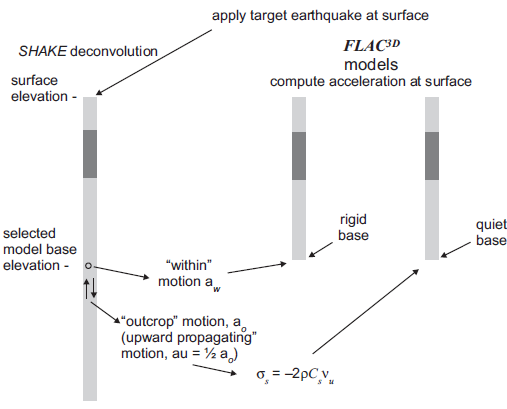 apply target earthquake at surface
SHAKE deconvolution
FLAC3D
models
compute acceleration at surface
surface
elevation -
selected
model base
elevation -
"within"
motion aw
rigid
base
quiet
base
"outcrop" motion, ao
(upward propagating"
motion, au = ½ ao)
σs = –2ρCsvu